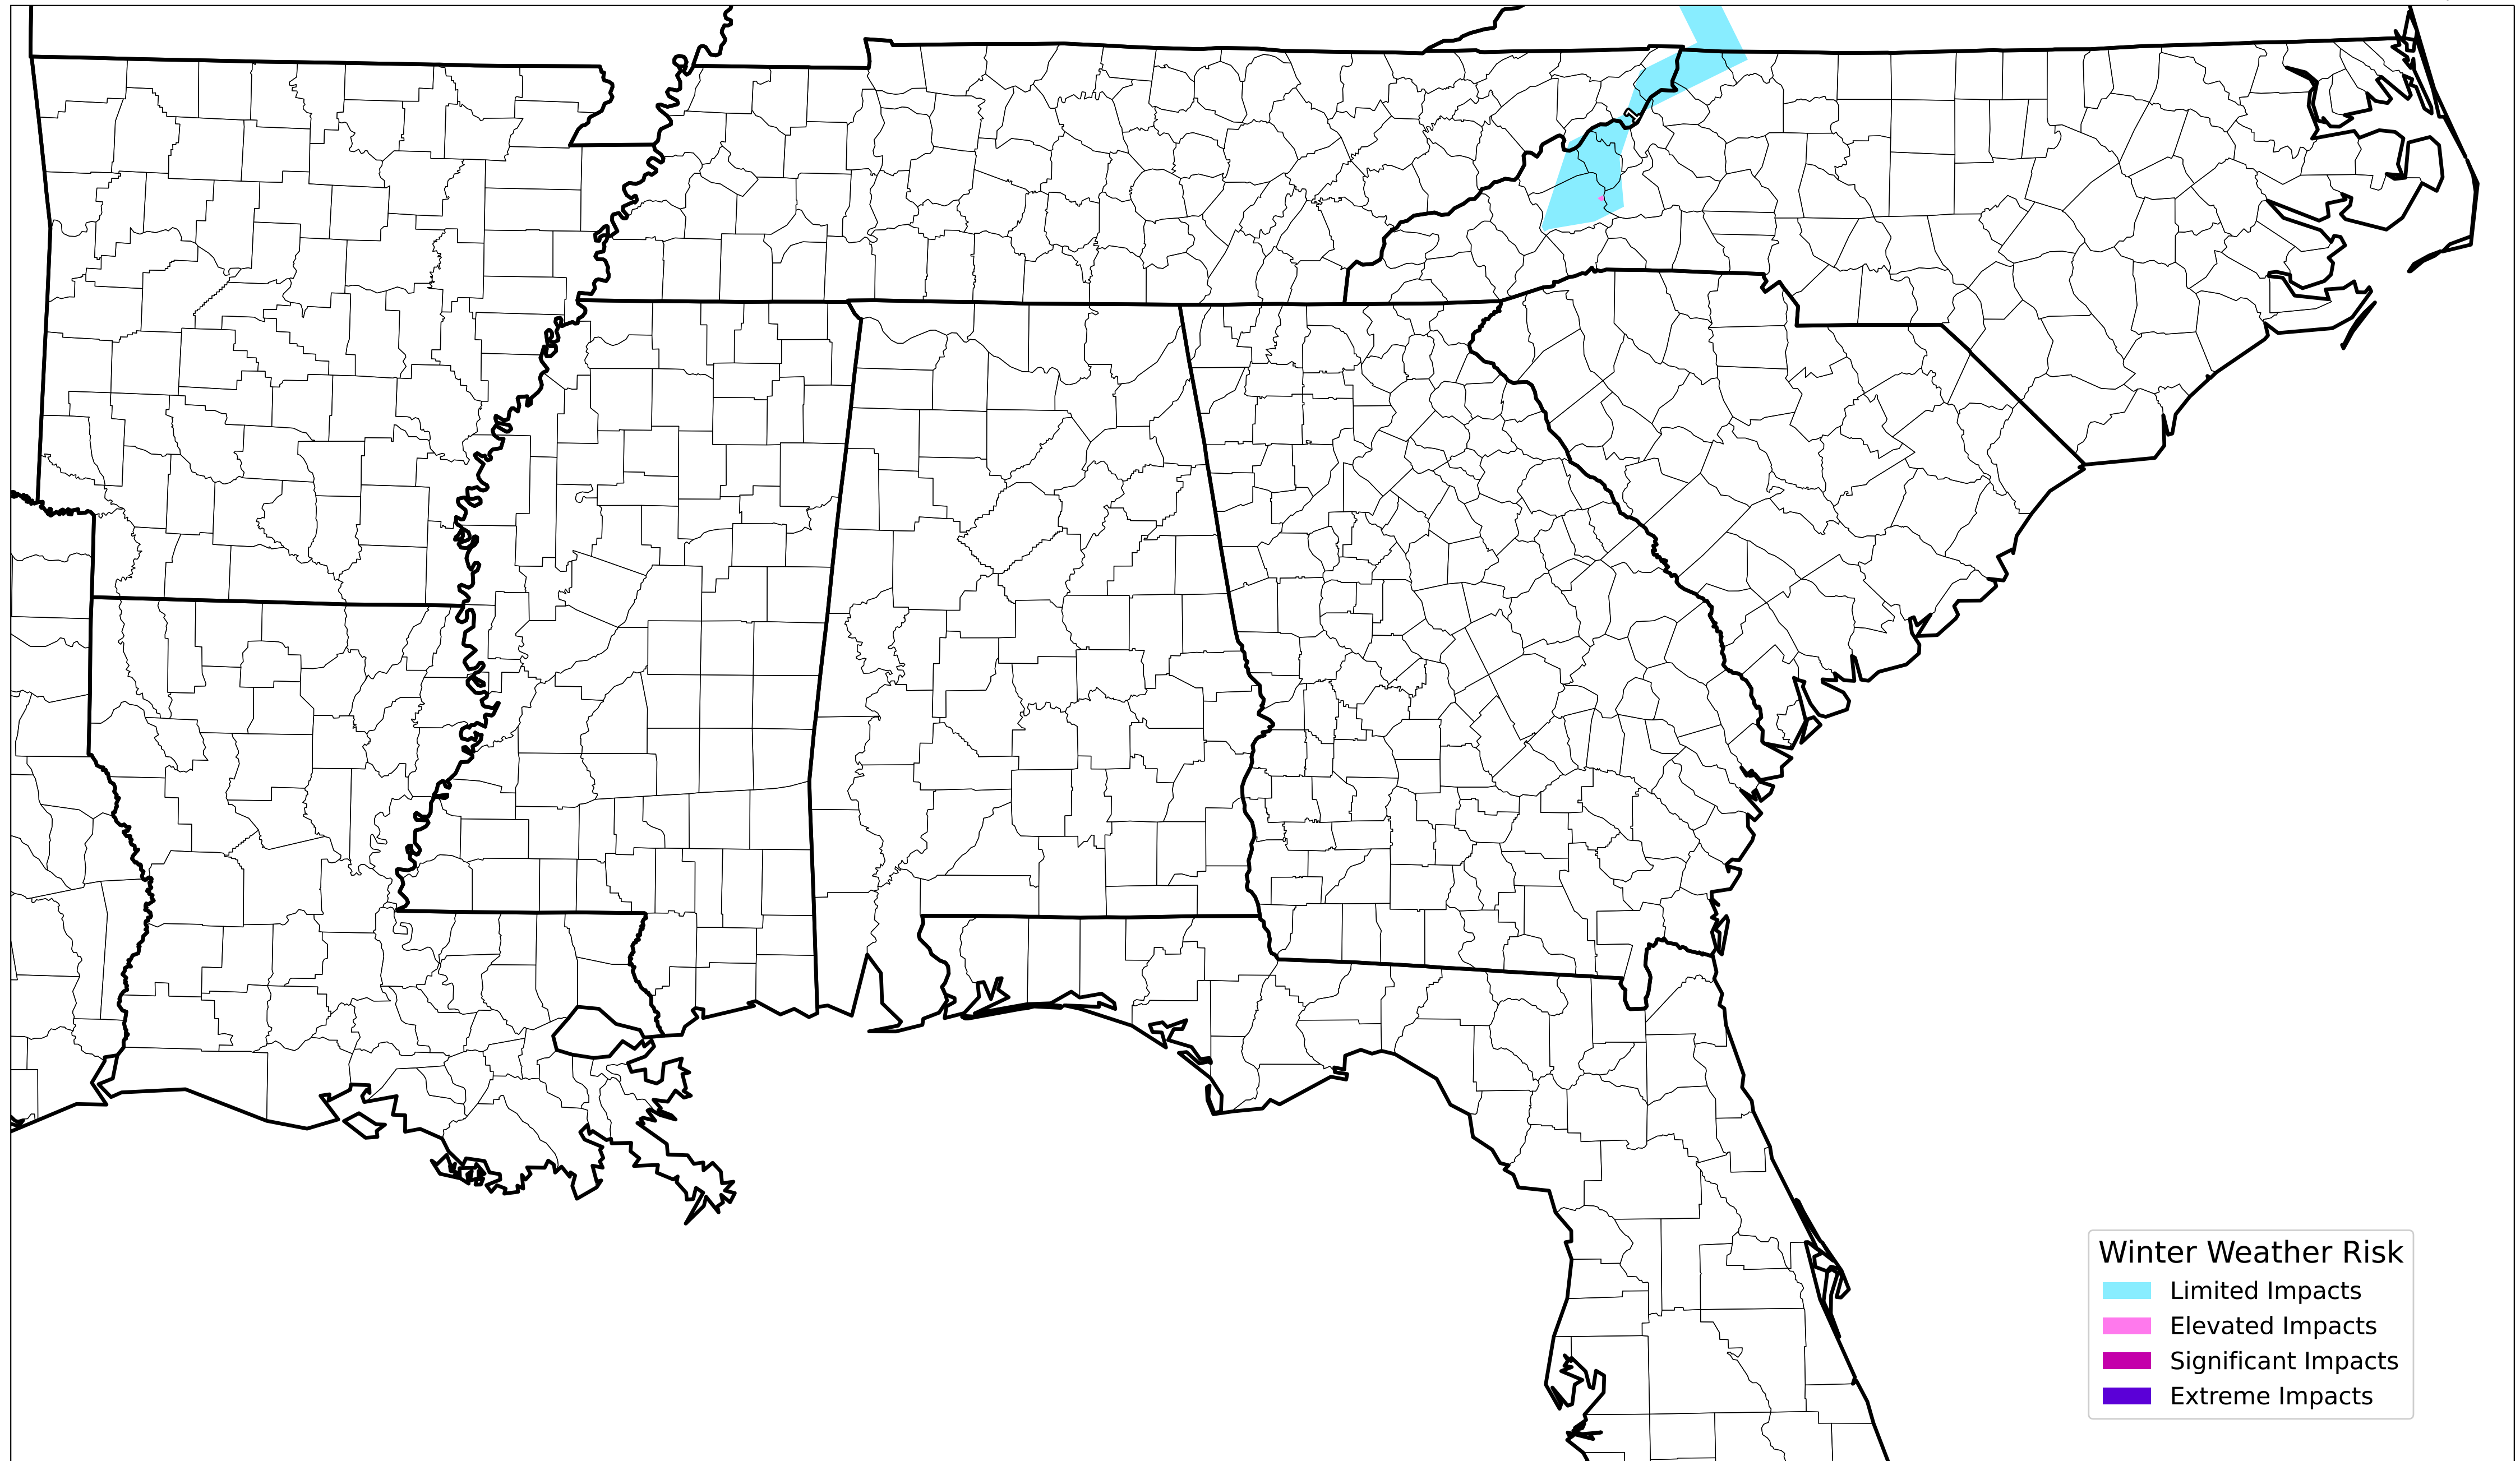 Winter Weather Risk
Limited Impacts
Elevated Impacts
Significant Impacts
Extreme Impacts